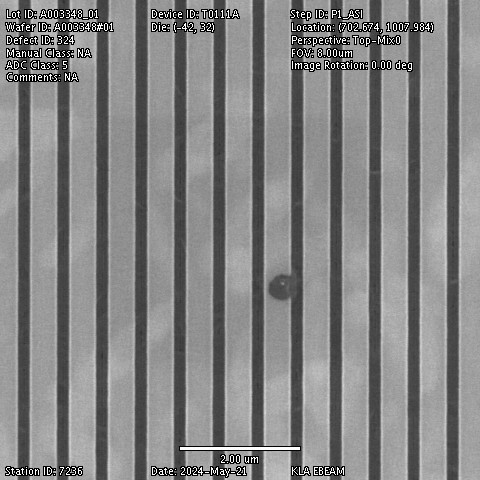 Lot ID: A003348_01
Wafer ID: A003348#01
Defect ID: 324
Manual Class: NA
ADC Class: 5
Comments: NA
Device ID: T0111A
Die: (-42, 32)
Step ID: P1_ASI
Location: (702.674, 1007.984)
Perspective: Top-Mix0
FOV: 8.00um
Image Rotation: 0.00 deg
2.00 um
Station ID: 7236
Date: 2024-May-21
KLA EBEAM